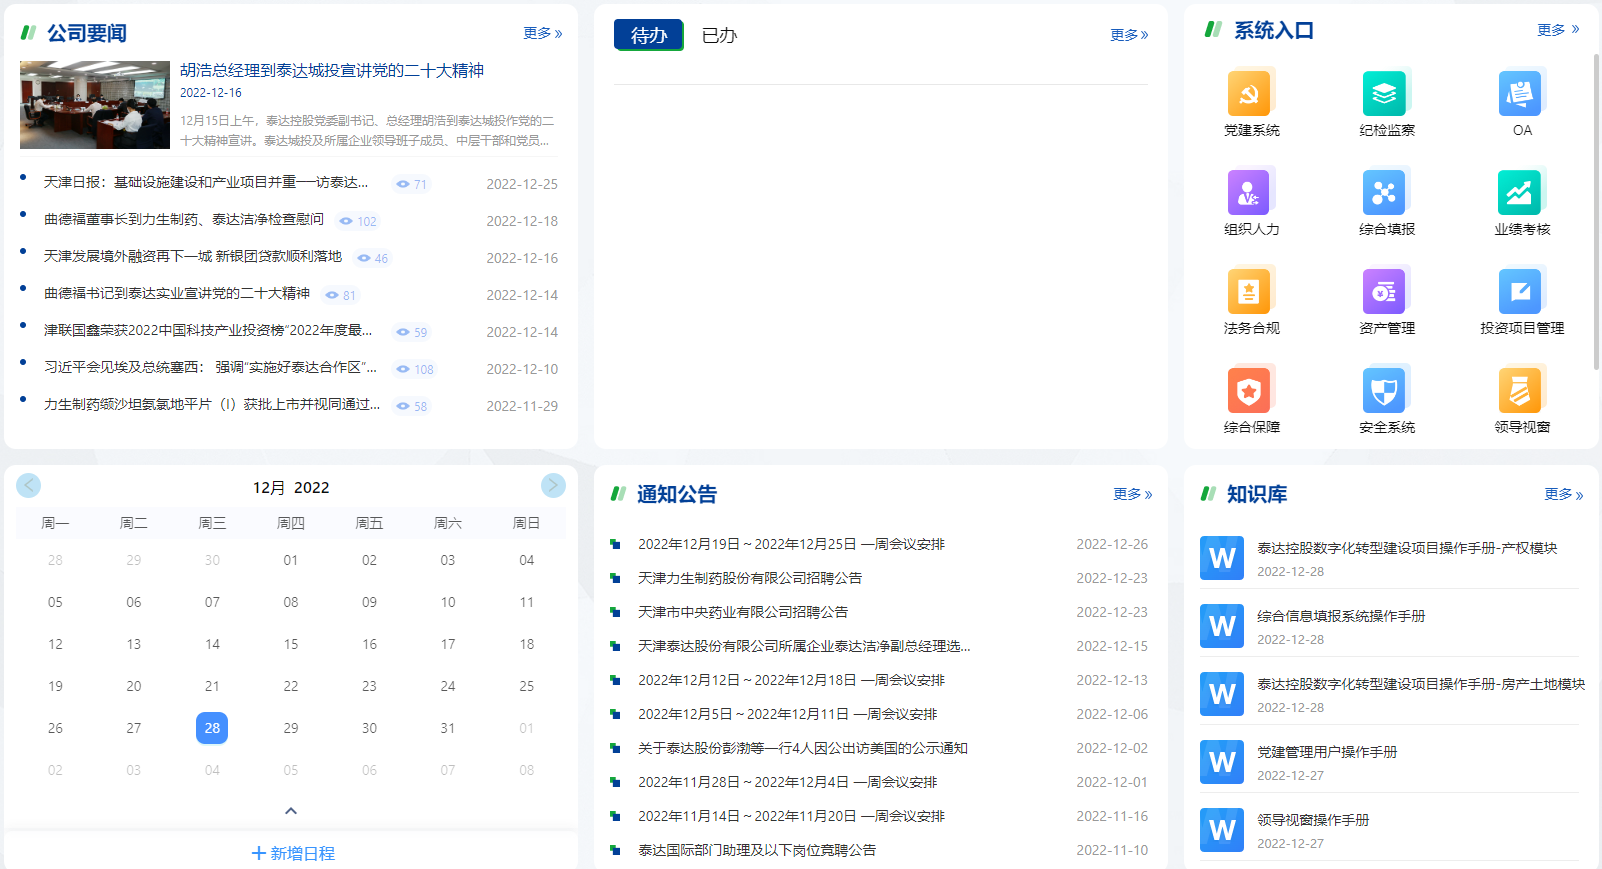 公司要闻
更多 »
胡浩总经理到泰达城投宣讲党的二十大精神
2022-12-16
12月15日上午，泰达控股党委副书记、总经理胡浩到泰达城投作党的二
十大精神宣讲。泰达城投及所属企业领导班子成员、中层干部和党员...
天津日报：基础设施建设和产业项目并重——访泰达... 71 2022-12-25
曲德福董事长到力生制药、泰达洁净检查慰问 102 2022-12-18
天津发展境外融资再下一城 新银团贷款顺利落地 46 2022-12-16
曲德福书记到泰达实业宣讲党的二十大精神 81 2022-12-14
津联国鑫荣获2022中国科技产业投资榜“2022年度最... 59 2022-12-14
习近平会见埃及总统塞西： 强调“实施好泰达合作区”... 108 2022-12-10
力生制药缬沙坦氨氯地平片（I）获批上市并视同通过... 58 2022-11-29
待办 已办
更多 »
系统入口
更多 »
党建系统 纪检监察 OA
组织人力 综合填报 业绩考核
法务合规 资产管理 投资项目管理
综合保障 安全系统 领导视窗
12月 2022
周一 周二 周三 周四 周五 周六 周日
28 29 30 01 02 03 04
05 06 07 08 09 10 11
12 13 14 15 16 17 18
19 20 21 22 23 24 25
26 27 28 29 30 31 01
02 03 04 05 06 07 08
+ 新增日程
通知公告
更多 »
2022年12月19日～2022年12月25日 一周会议安排 2022-12-26
天津力生制药股份有限公司招聘公告 2022-12-23
天津市中央药业有限公司招聘公告 2022-12-23
天津泰达股份有限公司所属企业泰达洁净副总经理选... 2022-12-15
2022年12月12日～2022年12月18日 一周会议安排 2022-12-13
2022年12月5日～2022年12月11日 一周会议安排 2022-12-06
关于泰达股份彭渤等一行4人因公出访美国的公示通知 2022-12-02
2022年11月28日～2022年12月4日 一周会议安排 2022-12-01
2022年11月14日～2022年11月20日 一周会议安排 2022-11-16
泰达国际部门助理及以下岗位竞聘公告 2022-11-10
知识库
更多 »
W 泰达控股数字化转型建设项目操作手册-产权模块
2022-12-28
W 综合信息填报系统操作手册
2022-12-28
W 泰达控股数字化转型建设项目操作手册-房产土地模块
2022-12-28
W 党建管理用户操作手册
2022-12-27
W 领导视窗操作手册
2022-12-27